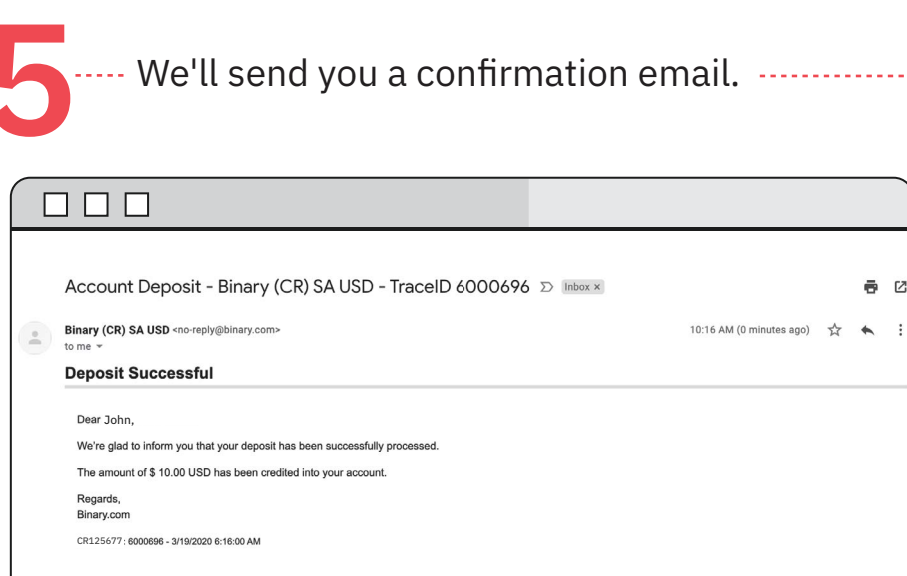 5
We'll send you a confirmation email.
Account Deposit - Binary (CR) SA USD - TraceID 6000696 Inbox ×
Binary (CR) SA USD <no-reply@binary.com> 10:16 AM (0 minutes ago)
to me
Deposit Successful
Dear John,
We're glad to inform you that your deposit has been successfully processed.
The amount of $ 10.00 USD has been credited into your account.
Regards,
Binary.com
CR125677: 6000696 - 3/19/2020 6:16:00 AM